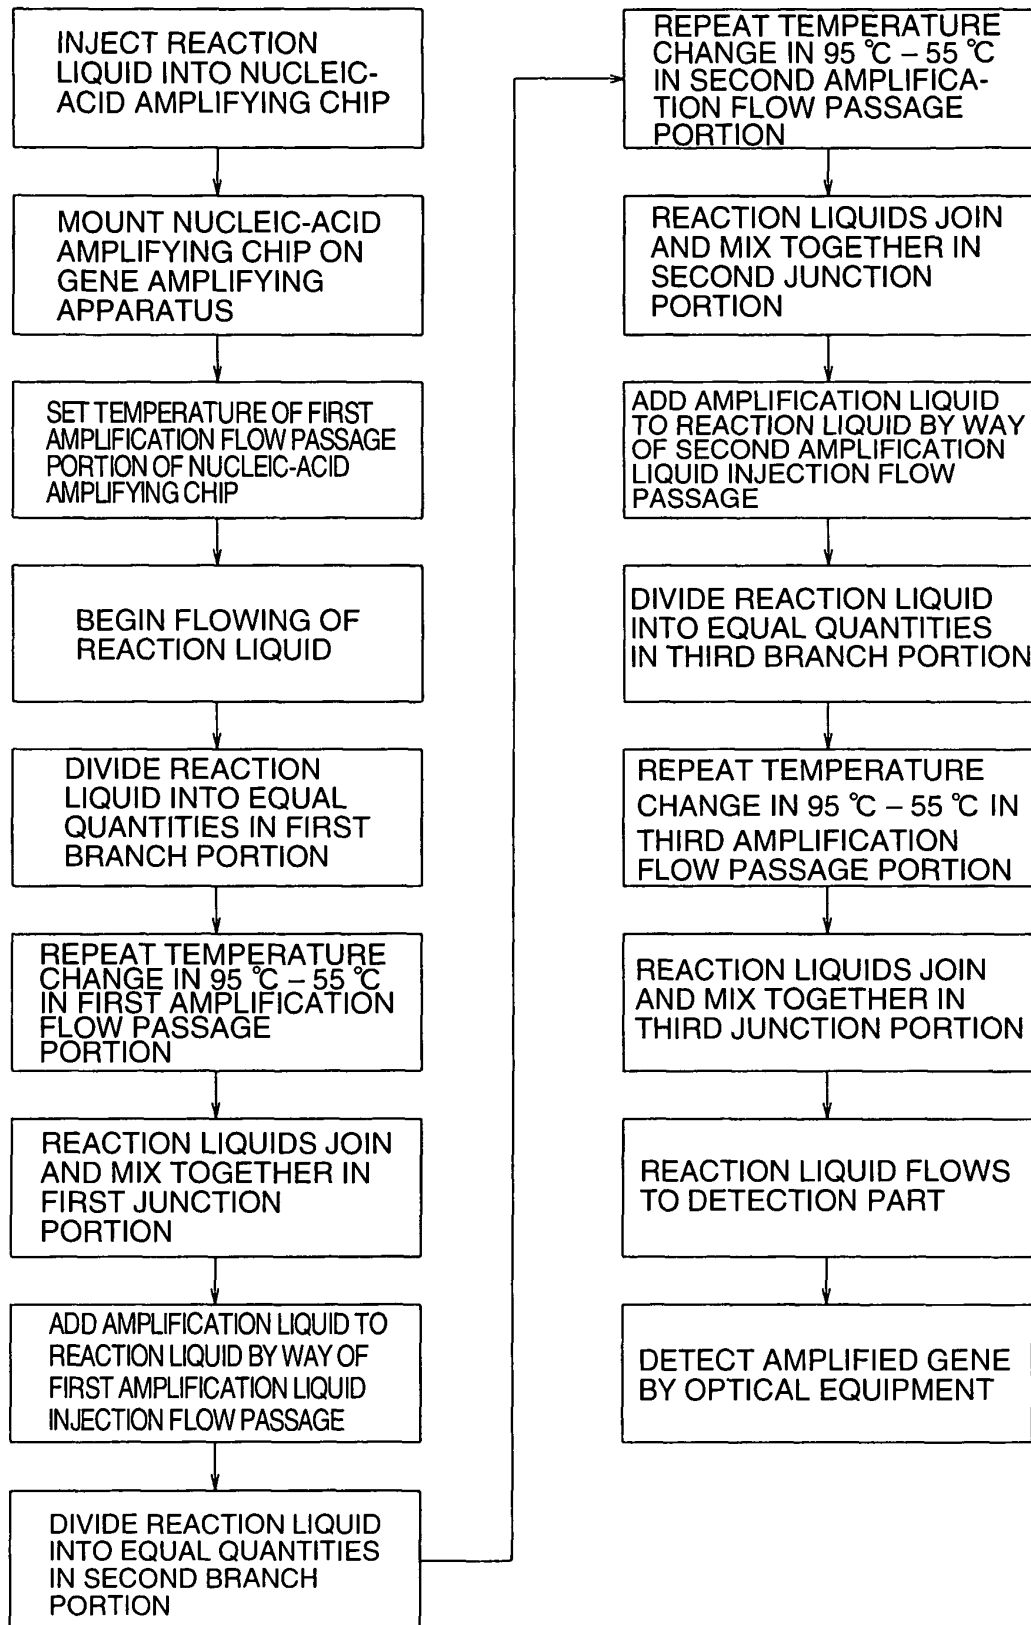 INJECT REACTION
LIQUID INTO NUCLEIC-
ACID AMPLIFYING CHIP
MOUNT NUCLEIC-ACID
AMPLIFYING CHIP ON
GENE AMPLIFYING
APPARATUS
SET TEMPERATURE OF FIRST
AMPLIFICATION FLOW PASSAGE
PORTION OF NUCLEIC-ACID
AMPLIFYING CHIP
BEGIN FLOWING OF
REACTION LIQUID
DIVIDE REACTION
LIQUID INTO EQUAL
QUANTITIES IN FIRST
BRANCH PORTION
REPEAT TEMPERATURE
CHANGE IN 95 ℃ – 55 ℃
IN FIRST AMPLIFICATION
FLOW PASSAGE
PORTION
REACTION LIQUIDS JOIN
AND MIX TOGETHER IN
FIRST JUNCTION
PORTION
ADD AMPLIFICATION LIQUID TO
REACTION LIQUID BY WAY OF
FIRST AMPLIFICATION LIQUID
INJECTION FLOW PASSAGE
DIVIDE REACTION LIQUID
INTO EQUAL QUANTITIES
IN SECOND BRANCH
PORTION
REPEAT TEMPERATURE
CHANGE IN 95 ℃ – 55 ℃
IN SECOND AMPLIFICA-
TION FLOW PASSAGE
PORTION
REACTION LIQUIDS JOIN
AND MIX TOGETHER IN
SECOND JUNCTION
PORTION
ADD AMPLIFICATION LIQUID
TO REACTION LIQUID BY WAY
OF SECOND AMPLIFICATION
LIQUID INJECTION FLOW
PASSAGE
DIVIDE REACTION LIQUID
INTO EQUAL QUANTITIES
IN THIRD BRANCH PORTION
REPEAT TEMPERATURE
CHANGE IN 95 ℃ – 55 ℃ IN
THIRD AMPLIFICATION
FLOW PASSAGE PORTION
REACTION LIQUIDS JOIN
AND MIX TOGETHER IN
THIRD JUNCTION PORTION
REACTION LIQUID FLOWS
TO DETECTION PART
DETECT AMPLIFIED GENE
BY OPTICAL EQUIPMENT